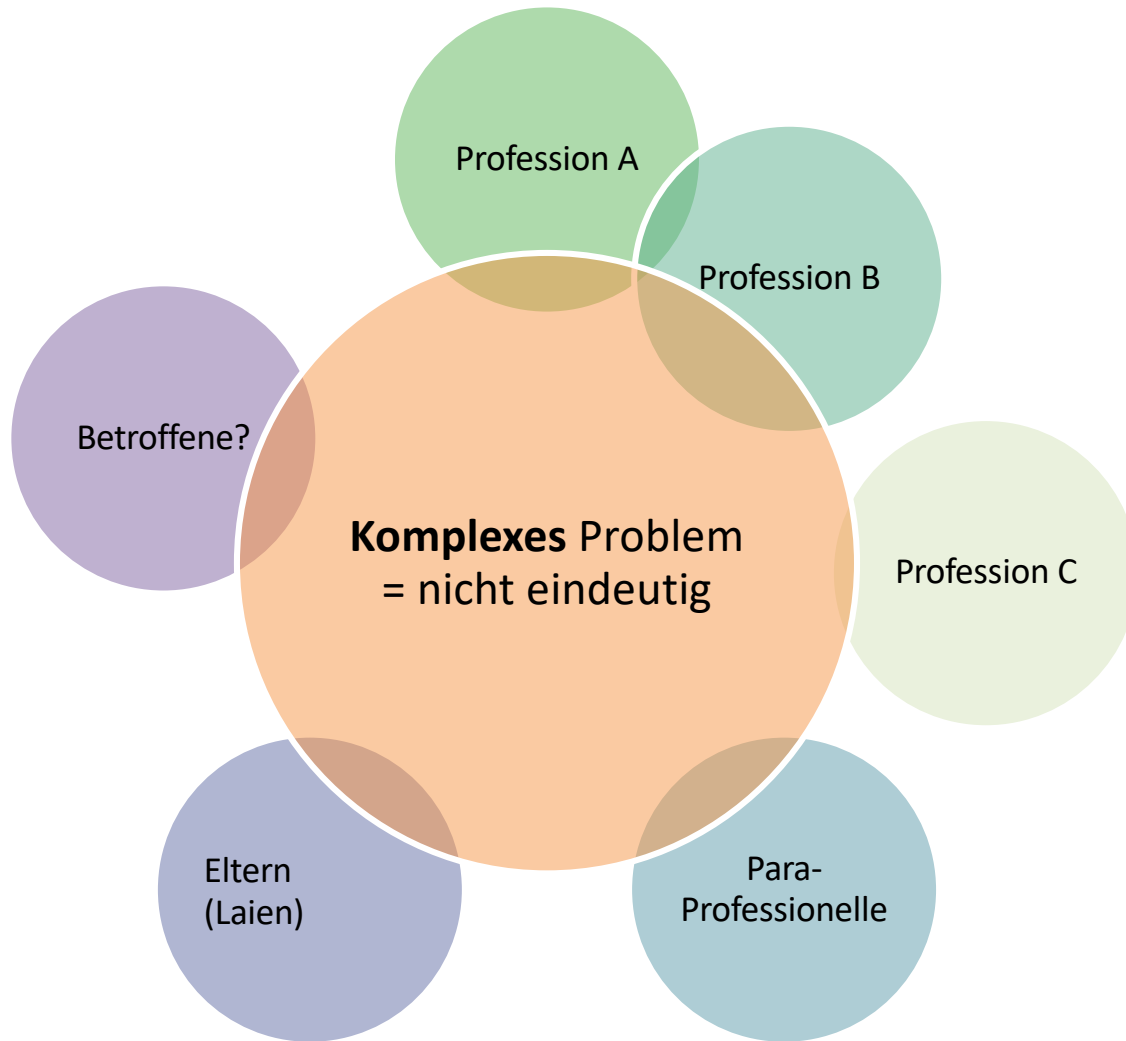 Profession A
Profession B
Betroffene?
Komplexes Problem
= nicht eindeutig
Profession C
Eltern
(Laien)
Para-
Professionelle